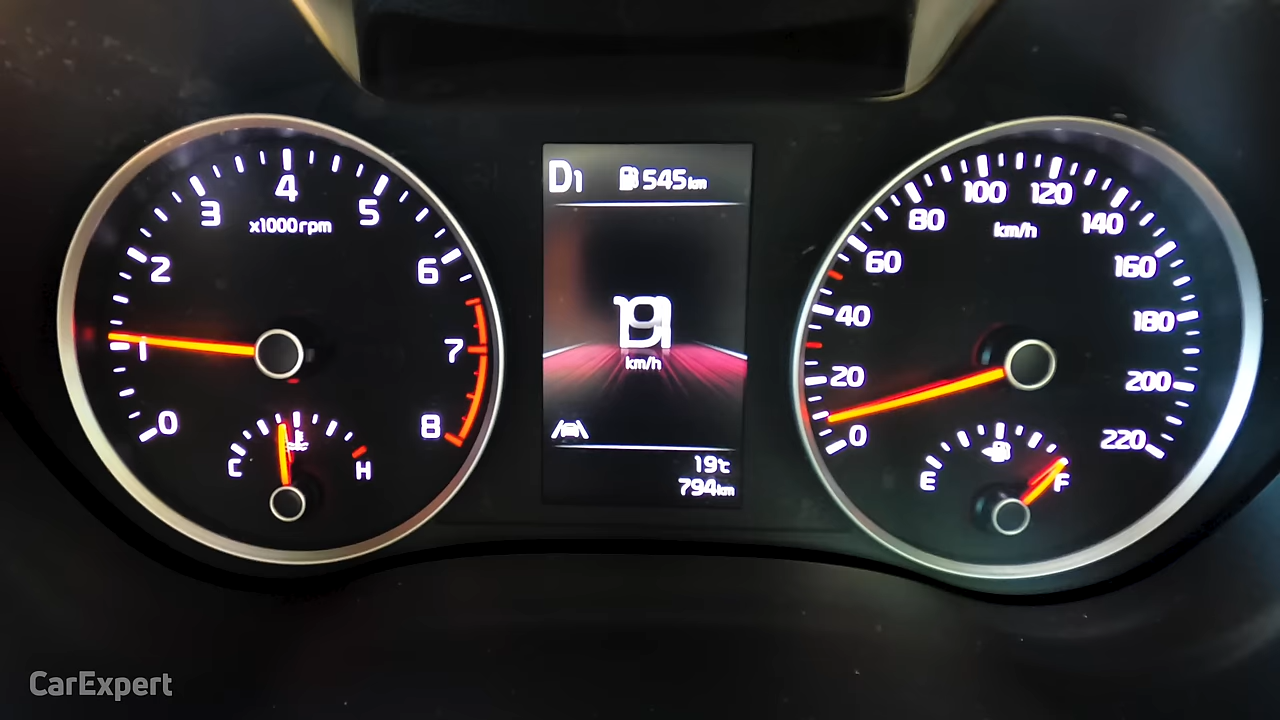 D1 545km
0 1 2 3 4 5 6 7 8
x1000rpm
C H
km/h
19℃
794km
0 20 40 60 80 100 120 140 160 180 200 220
km/h
E F
CarExpert